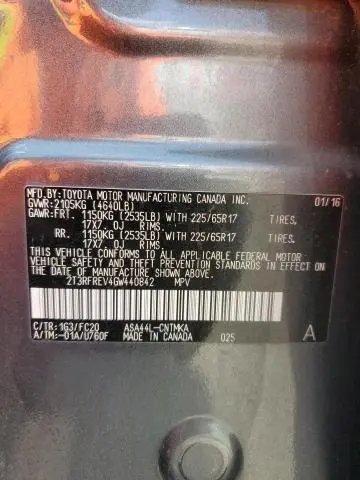 MFD.BY:TOYOTA MOTOR MANUFACTURING CANADA INC. 01/16
GVWR:2105KG (4640LB)
GAWR:FRT. 1150KG (2535LB) WITH 225/65R17 TIRES.
17X7. 0J RIMS.
RR. 1150KG (2535LB) WITH 225/65R17 TIRES.
17X7. 0J RIMS.
THIS VEHICLE CONFORMS TO ALL APPLICABLE FEDERAL MOTOR
VEHICLE SAFETY AND THEFT PREVENTION STANDARDS IN EFFECT
ON THE DATE OF MANUFACTURE SHOWN ABOVE.
2T3RFREV4GW440842 MPV
C/TR:1G3/FC20 ASA44L-CNTMKA
A/TM:-01A/U760F MADE IN CANADA 025 A